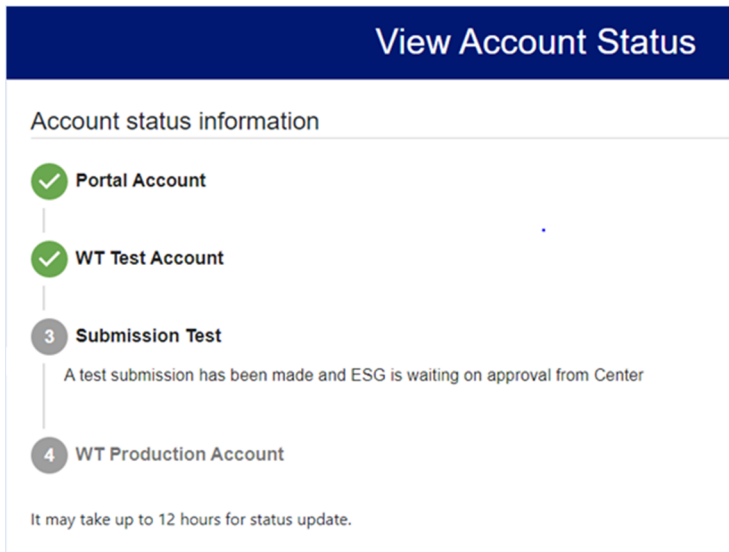 View Account Status
Account status information
Portal Account
WT Test Account
3 Submission Test
A test submission has been made and ESG is waiting on approval from Center
4 WT Production Account
It may take up to 12 hours for status update.